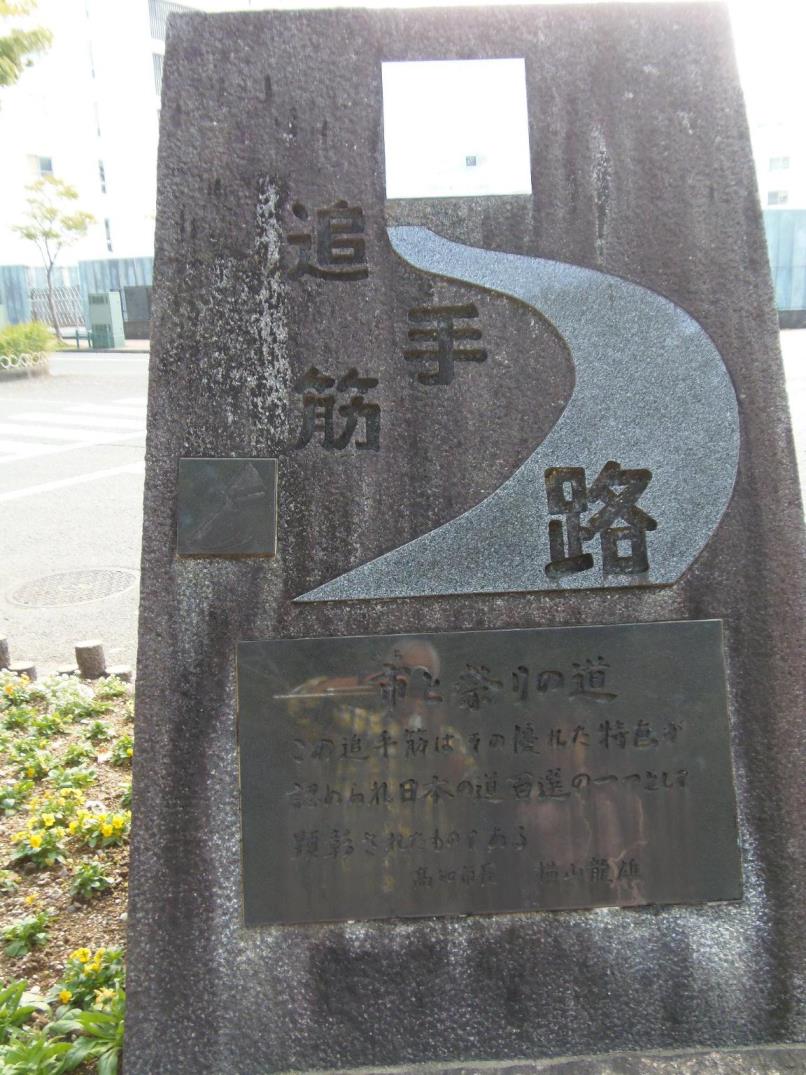 追手筋
路
市と祭りの道
この追手筋はその優れた特色が
認められ日本の道百選の一つとして
顕彰されたものである
高知市長 横山龍雄